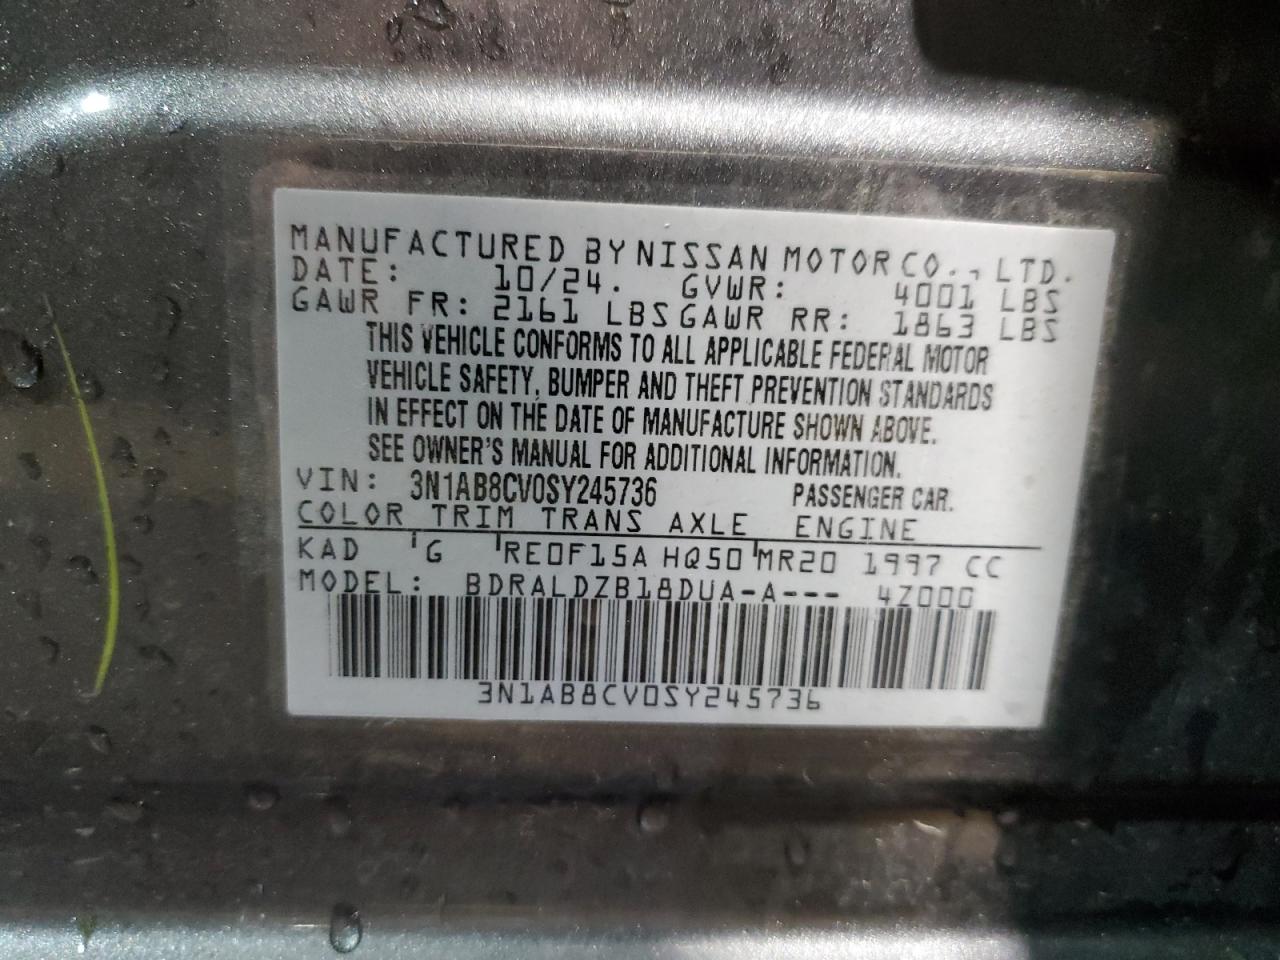 MANUFACTURED BY NISSAN MOTOR CO., LTD.
DATE: 10/24. GVWR: 4001 LBS
GAWR FR: 2161 LBS GAWR RR: 1863 LBS
THIS VEHICLE CONFORMS TO ALL APPLICABLE FEDERAL MOTOR
VEHICLE SAFETY, BUMPER AND THEFT PREVENTION STANDARDS
IN EFFECT ON THE DATE OF MANUFACTURE SHOWN ABOVE.
SEE OWNER'S MANUAL FOR ADDITIONAL INFORMATION.
VIN: 3N1AB8CV0SY245736 PASSENGER CAR.
COLOR TRIM TRANS AXLE ENGINE
KAD G RE0F15A HQ50 MR20 1997 CC
MODEL: BDRALDZB18DUA-A--- 4Z000
3N1AB8CV0SY245736